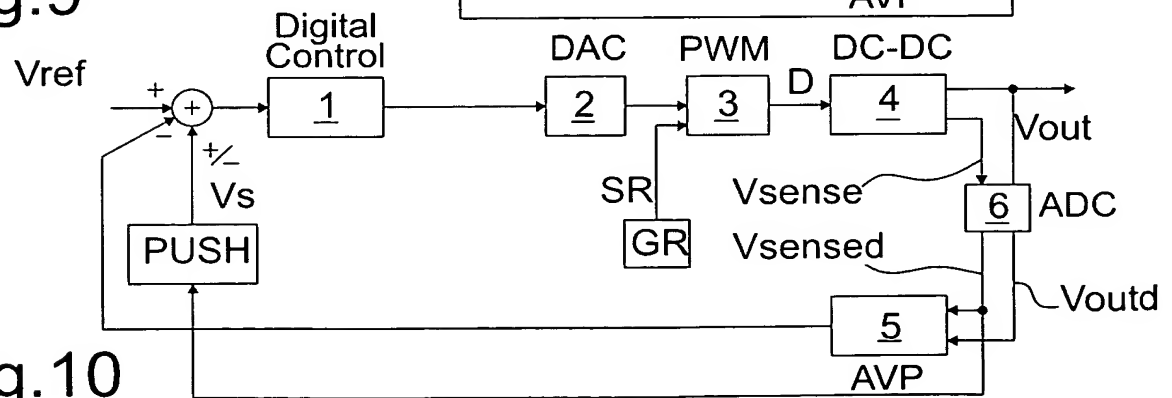 g.9
AVP
Digital
Control
DAC
PWM
DC-DC
Vref
+
1
2
3
D
4
+
−
+/−
Vout
Vs
SR
Vsense
6
ADC
PUSH
GR
Vsensed
Voutd
5
g.10
AVP